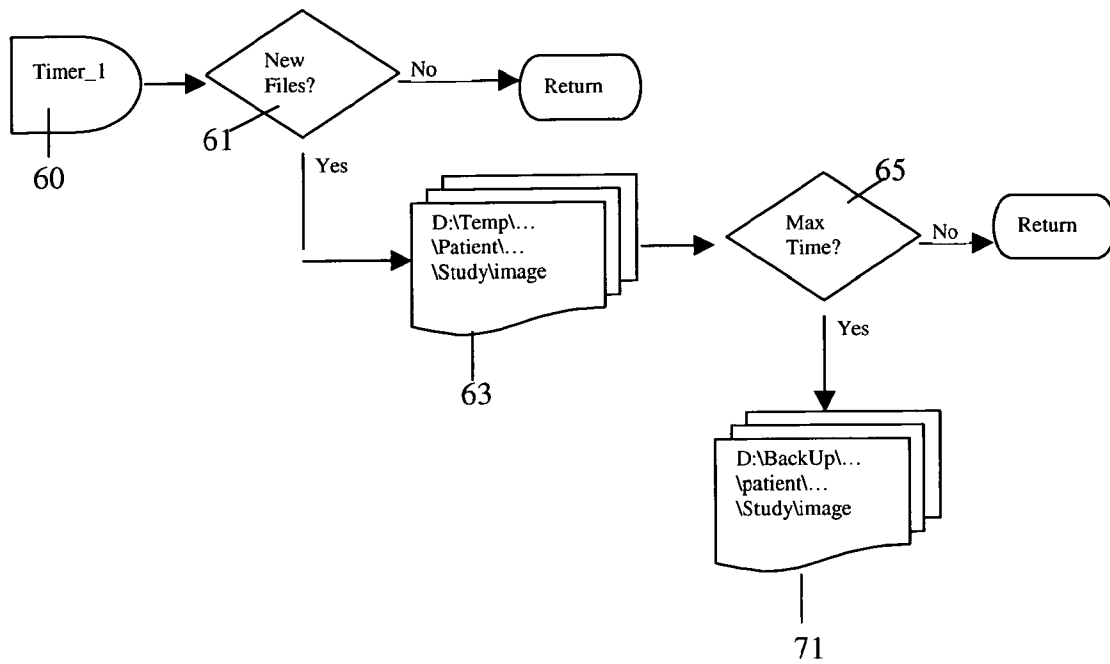 Timer_1
60
New
Files?
61
No
Return
Yes
D:\Temp\...
\Patient\...
\Study\image
63
65
Max
Time?
No
Return
Yes
D:\BackUp\...
\patient\...
\Study\image
71